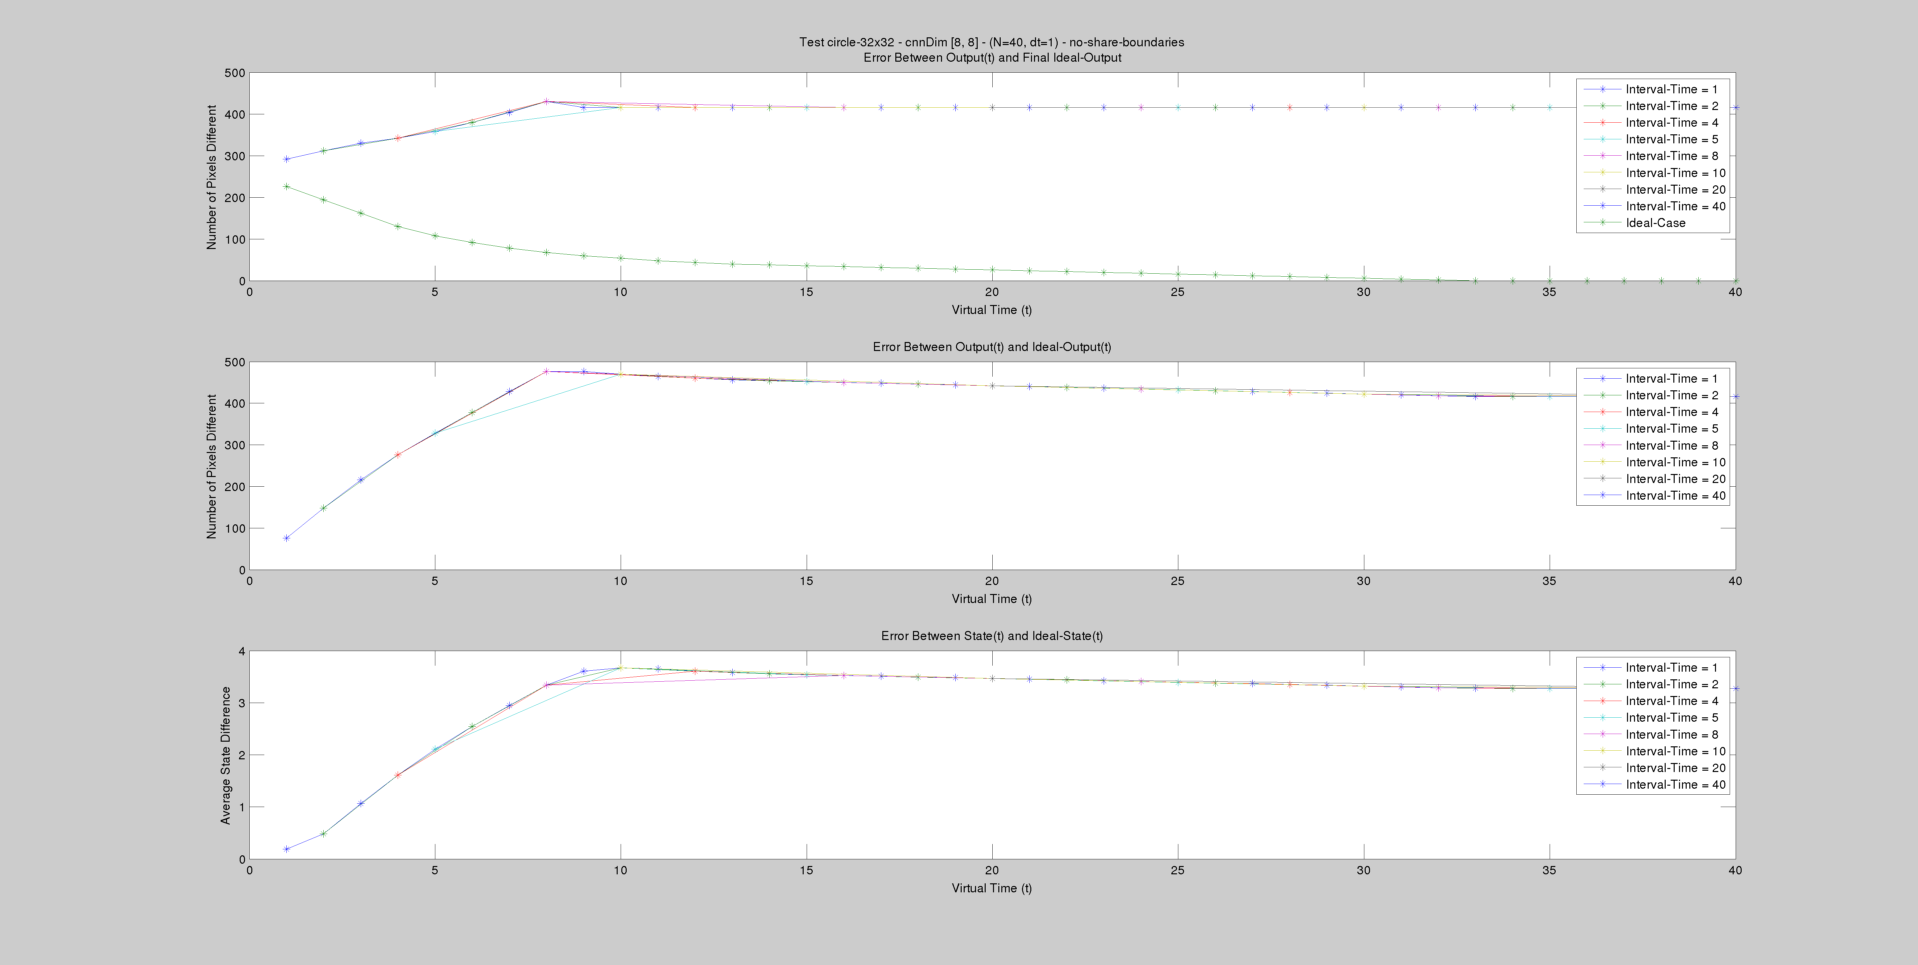 Test circle-32x32 - cnnDim [8, 8] - (N=40, dt=1) - no-share-boundaries
Error Between Output(t) and Final Ideal-Output
Number of Pixels Different
500
400
300
200
100
0
0 5 10 15 20 25 30 35 40
Virtual Time (t)
Interval-Time = 1
Interval-Time = 2
Interval-Time = 4
Interval-Time = 5
Interval-Time = 8
Interval-Time = 10
Interval-Time = 20
Interval-Time = 40
Ideal-Case
Error Between Output(t) and Ideal-Output(t)
Number of Pixels Different
500
400
300
200
100
0
0 5 10 15 20 25 30 35 40
Virtual Time (t)
Interval-Time = 1
Interval-Time = 2
Interval-Time = 4
Interval-Time = 5
Interval-Time = 8
Interval-Time = 10
Interval-Time = 20
Interval-Time = 40
Error Between State(t) and Ideal-State(t)
Average State Difference
4
3
2
1
0
0 5 10 15 20 25 30 35 40
Virtual Time (t)
Interval-Time = 1
Interval-Time = 2
Interval-Time = 4
Interval-Time = 5
Interval-Time = 8
Interval-Time = 10
Interval-Time = 20
Interval-Time = 40